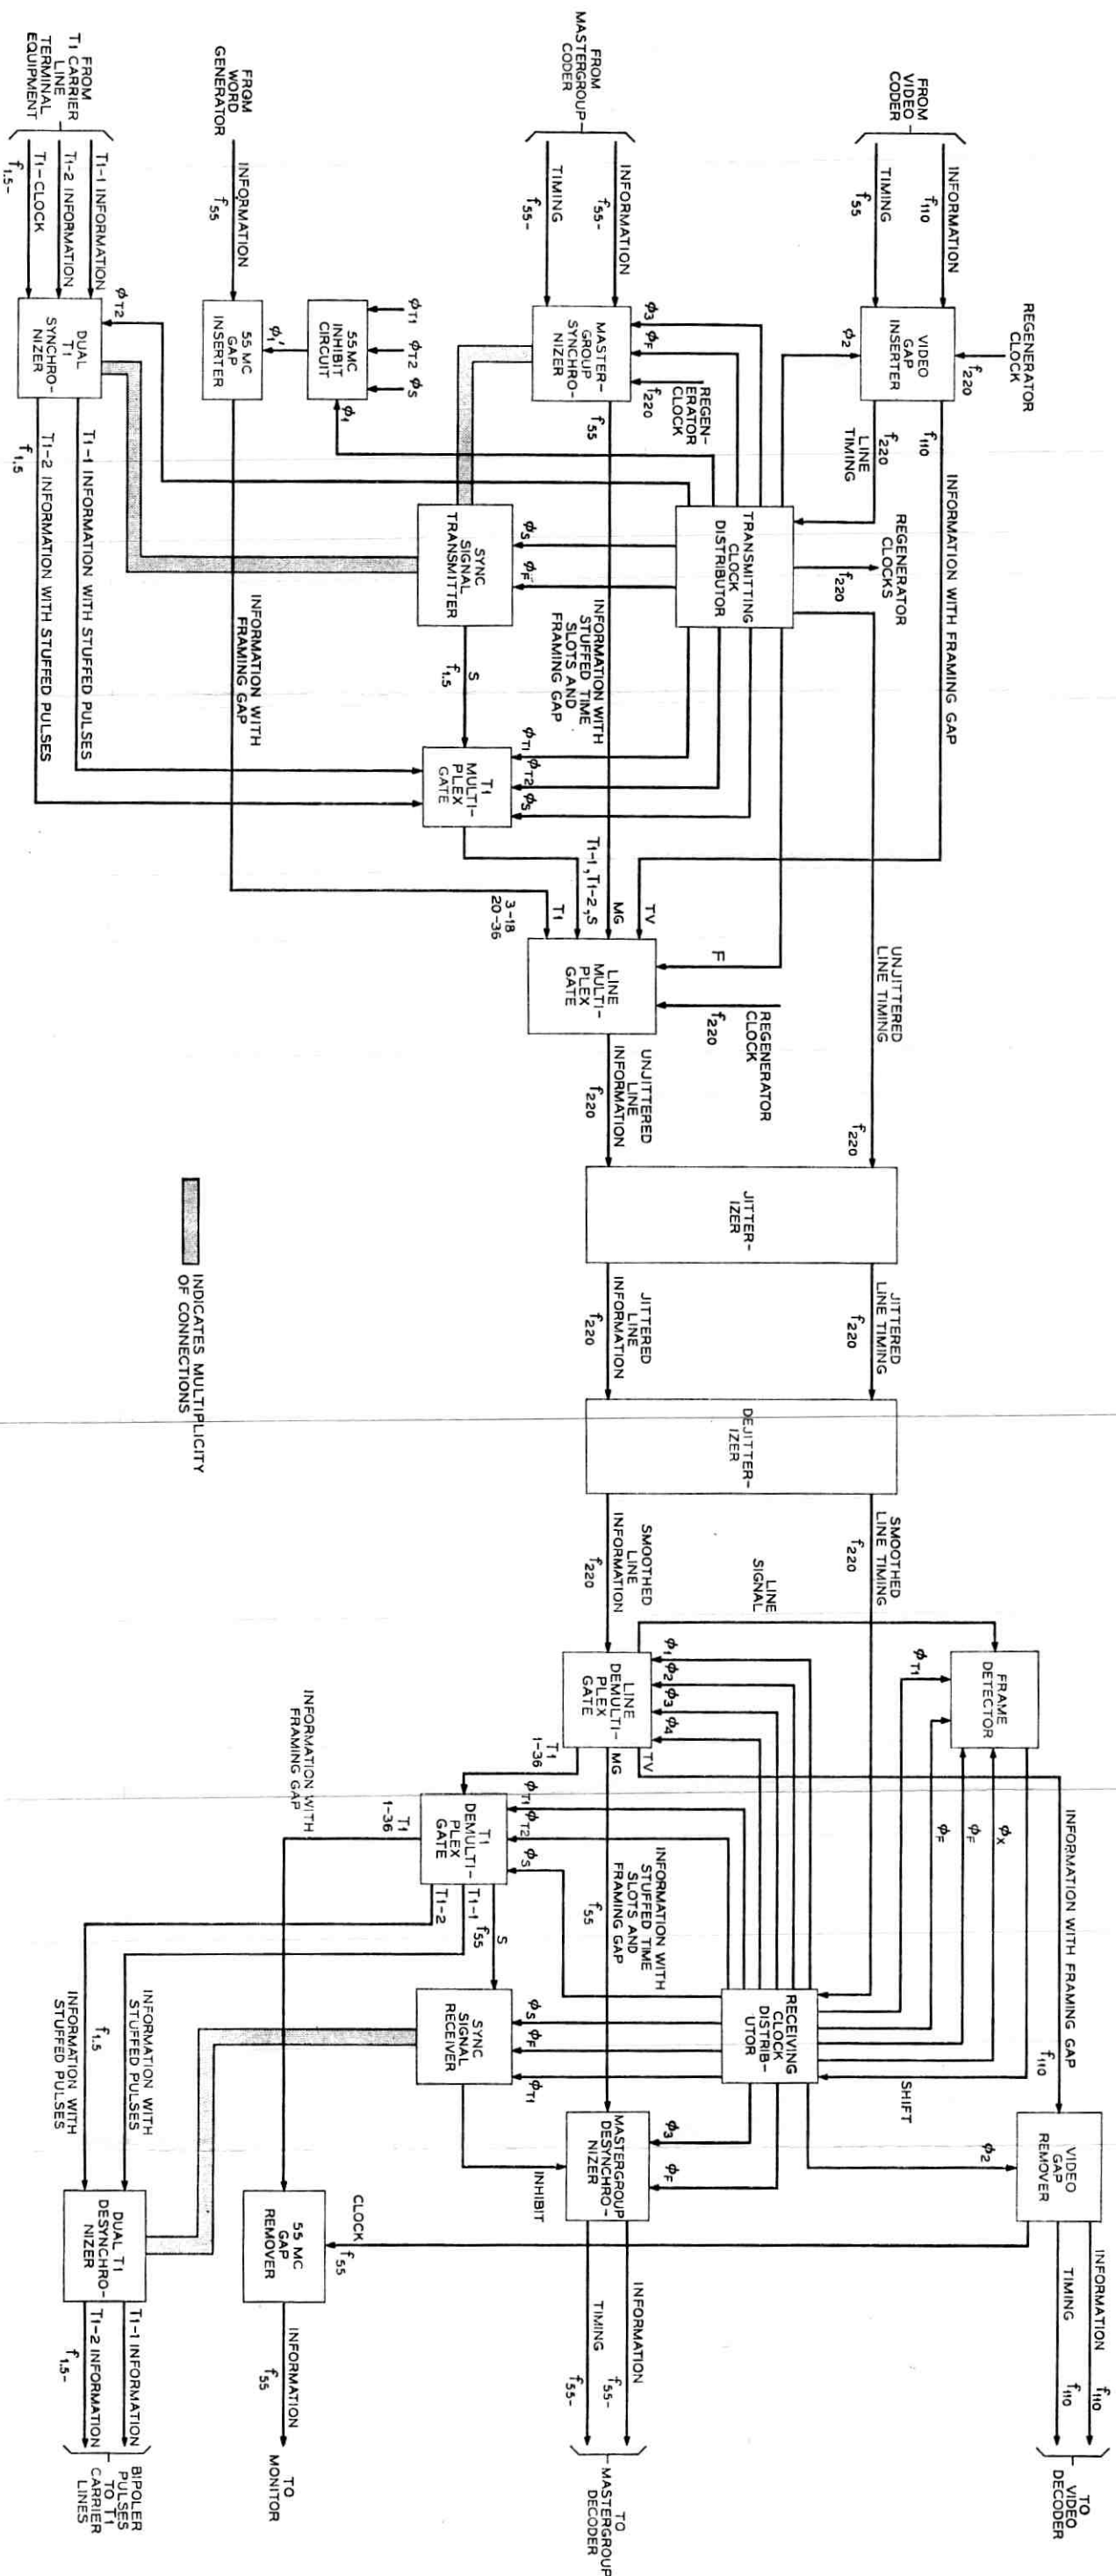 FROM
VIDEO
CODER
INFORMATION
f110
TIMING
f55
REGENERATOR
CLOCK
f220
VIDEO
GAP
INSERTER
ϕ2
f110
INFORMATION WITH FRAMING GAP
f220
LINE
TIMING
REGENERATOR
CLOCKS
f220
FROM
MASTERGROUP
CODER
INFORMATION
f55-
TIMING
f55-
MASTER-
GROUP
SYNCHRO-
NIZER
ϕ3
ϕF
REGEN-
ERATOR
CLOCK
f220
f55
TRANSMITTING
CLOCK
DISTRIBUTOR
INFORMATION WITH
STUFFED TIME
SLOTS AND
FRAMING GAP
ϕT1
ϕT2
ϕS
55 MC
INHIBIT
CIRCUIT
ϕ1
ϕ1'
FROM
WORD
GENERATOR
INFORMATION
f55
55 MC
GAP
INSERTER
INFORMATION WITH
FRAMING GAP
SYNC
SIGNAL
TRANSMITTER
ϕS
ϕF
S
f1.5
FROM
T1 CARRIER
LINE
TERMINAL
EQUIPMENT
T1-1 INFORMATION
T1-2 INFORMATION
T1-CLOCK
f1.5-
ϕT2
DUAL
T1
SYNCHRO-
NIZER
T1-1 INFORMATION WITH STUFFED PULSES
T1-2 INFORMATION WITH STUFFED PULSES
f1.5
T1
MULTI-
PLEX
GATE
ϕT1
ϕT2
ϕS
TV
MG
T1-1, T1-2, S
T1
3-18
20-36
F
LINE
MULTI-
PLEX
GATE
REGENERATOR
CLOCK
f220
UNJITTERED
LINE TIMING
f220
UNJITTERED
LINE
INFORMATION
f220
JITTER-
IZER
JITTERED
LINE TIMING
f220
JITTERED
LINE
INFORMATION
f220
INDICATES MULTIPLICITY
OF CONNECTIONS
DEJITTER-
IZER
SMOOTHED
LINE TIMING
f220
SMOOTHED
LINE
INFORMATION
f220
LINE
SIGNAL
FRAME
DETECTOR
ϕT1
ϕF
ϕF
ϕX
SHIFT
LINE
DEMULTI-
PLEX
GATE
ϕ1
ϕ2
ϕ3
ϕ4
TV
MG
T1
1-36
INFORMATION WITH FRAMING GAP
f110
T1
DEMULTI-
PLEX
GATE
ϕT1
ϕT2
ϕS
T1
1-36
INFORMATION WITH
FRAMING GAP
INFORMATION WITH
STUFFED TIME
SLOTS AND
FRAMING GAP
f55
S
f55
T1-1
T1-2
RECEIVING
CLOCK
DISTRIB-
UTOR
SYNC
SIGNAL
RECEIVER
ϕS
ϕF
ϕT1
INHIBIT
MASTERGROUP
DESYNCHRO-
NIZER
ϕ3
ϕF
INFORMATION
f55-
TIMING
f55-
TO
MASTERGROUP
DECODER
VIDEO
GAP
REMOVER
ϕ2
INFORMATION
f110
TIMING
f110
TO
VIDEO
DECODER
CLOCK
f55
55 MC
GAP
REMOVER
INFORMATION
f55
TO
MONITOR
INFORMATION WITH
STUFFED PULSES
INFORMATION WITH
STUFFED PULSES
f1.5
DUAL T1
DESYNCHRO-
NIZER
T1-1 INFORMATION
T1-2 INFORMATION
f1.5-
BIPOLER
PULSES
TO T1
CARRIER
LINES